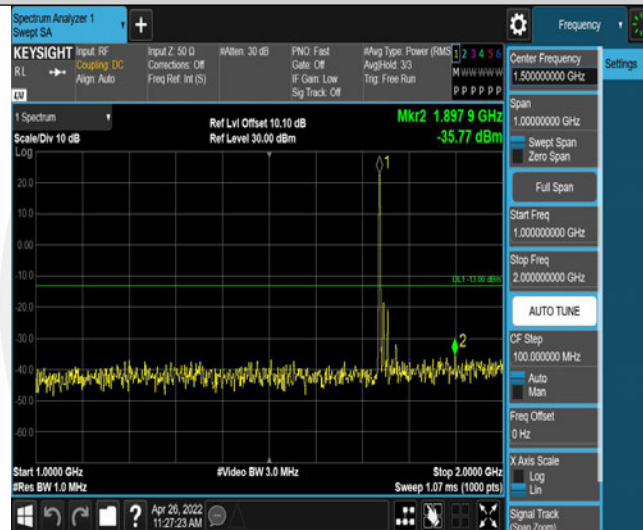 Spectrum Analyzer 1
Swept SA
+
Frequency
Settings
KEYSIGHT
RL
LXI
Input: RF
Coupling: DC
Align: Auto
Input Z: 50 Ω
Corrections: Off
Freq Ref: Int (S)
#Atten: 30 dB
PNO: Fast
Gate: Off
IF Gain: Low
Sig Track: Off
#Avg Type: Power (RMS
Avg|Hold: 3/3
Trig: Free Run
1 2 3 4 5 6
M W W W W W
P P P P P P
1 Spectrum
Scale/Div 10 dB
Log
Ref Lvl Offset 10.10 dB
Ref Level 30.00 dBm
Mkr2 1.897 9 GHz
-35.77 dBm
1
20.0
10.0
0.00
-10.0
DL1 -13.00 dBm
-20.0
-30.0
2
-40.0
-50.0
-60.0
Start 1.0000 GHz
#Res BW 1.0 MHz
#Video BW 3.0 MHz
Stop 2.0000 GHz
Sweep 1.07 ms (1000 pts)
?
Apr 26, 2022
11:27:23 AM
Center Frequency
1.500000000 GHz
Span
1.00000000 GHz
Swept Span
Zero Span
Full Span
Start Freq
1.000000000 GHz
Stop Freq
2.000000000 GHz
AUTO TUNE
CF Step
100.000000 MHz
Auto
Man
Freq Offset
0 Hz
X Axis Scale
Log
Lin
Signal Track
(Span Zoom)